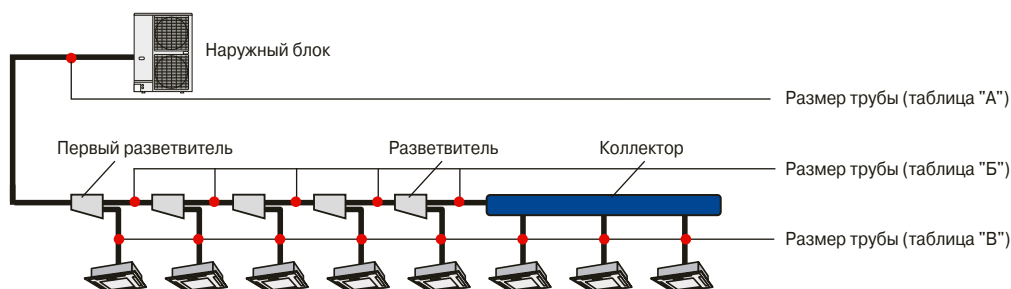 Наружный блок
Размер трубы (таблица "А")
Первый разветвитель
Разветвитель
Коллектор
Размер трубы (таблица "Б")
Размер трубы (таблица "В")